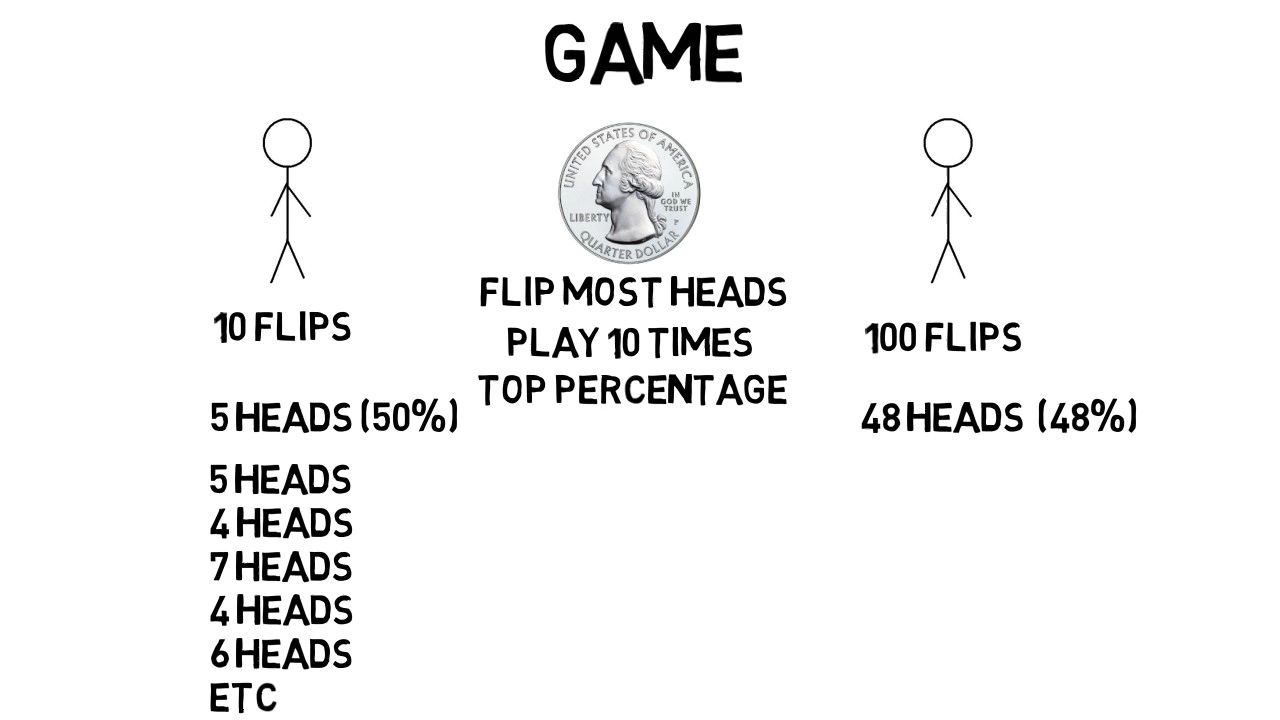 GAME
UNITED STATES OF AMERICA
LIBERTY
IN
GOD WE
TRUST
P
QUARTER DOLLAR
FLIP MOST HEADS
PLAY 10 TIMES
TOP PERCENTAGE
10 FLIPS
5 HEADS (50%)
5 HEADS
4 HEADS
7 HEADS
4 HEADS
6 HEADS
ETC
100 FLIPS
48 HEADS (48%)